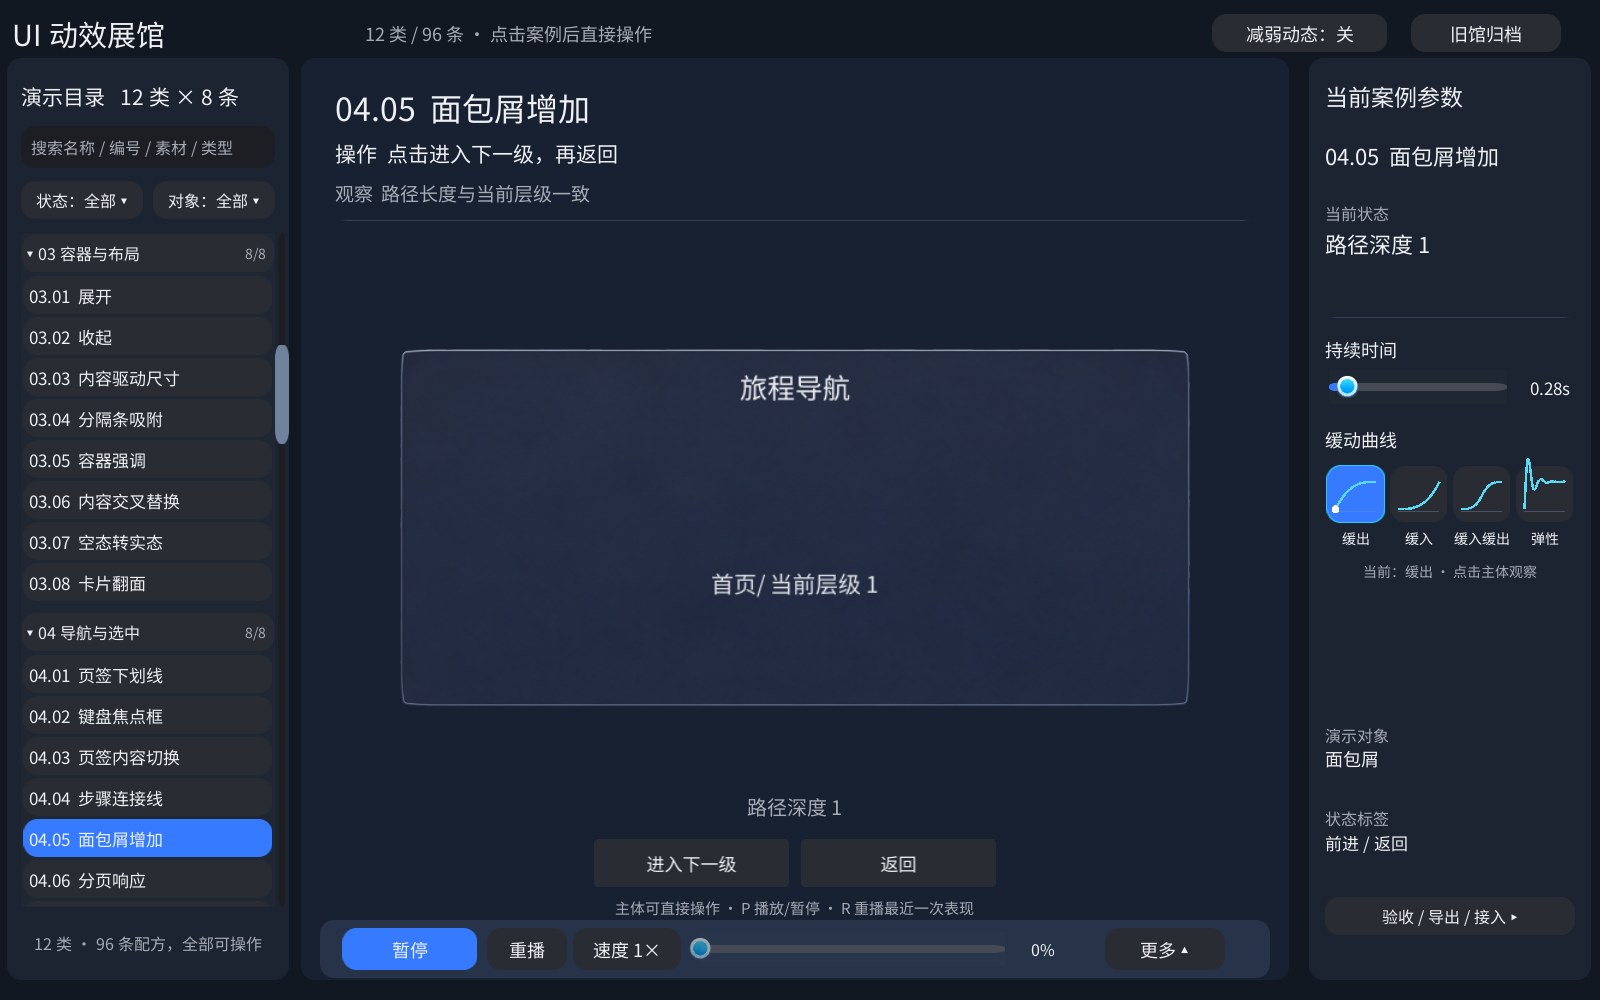 UI 动效展馆
12 类 / 96 条 · 点击案例后直接操作
减弱动态：关
旧馆归档
演示目录 12 类 × 8 条
搜索名称 / 编号 / 素材 / 类型
状态：全部 ▾
对象：全部 ▾
▾ 03 容器与布局 8/8
03.01 展开
03.02 收起
03.03 内容驱动尺寸
03.04 分隔条吸附
03.05 容器强调
03.06 内容交叉替换
03.07 空态转实态
03.08 卡片翻面
▾ 04 导航与选中 8/8
04.01 页签下划线
04.02 键盘焦点框
04.03 页签内容切换
04.04 步骤连接线
04.05 面包屑增加
04.06 分页响应
12 类 · 96 条配方，全部可操作
04.05 面包屑增加
操作 点击进入下一级，再返回
观察 路径长度与当前层级一致
旅程导航
首页/ 当前层级 1
路径深度 1
进入下一级
返回
主体可直接操作 · P 播放/暂停 · R 重播最近一次表现
暂停
重播
速度 1×
0%
更多 ▴
当前案例参数
04.05 面包屑增加
当前状态
路径深度 1
持续时间
0.28s
缓动曲线
缓出
缓入
缓入缓出
弹性
当前：缓出 · 点击主体观察
演示对象
面包屑
状态标签
前进 / 返回
验收 / 导出 / 接入 ▸